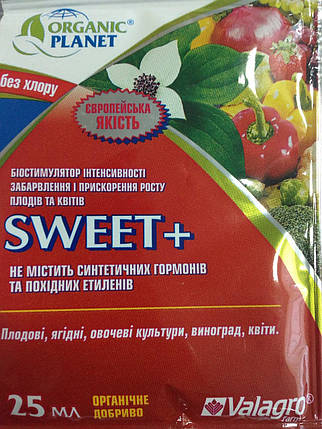 ORGANIC®
PLANET
без хлору
ЄВРОПЕЙСЬКА
ЯКІСТЬ
БІОСТИМУЛЯТОР ІНТЕНСИВНОСТІ
ЗАБАРВЛЕННЯ І ПРИСКОРЕННЯ РОСТУ
ПЛОДІВ ТА КВІТІВ
SWEET+
НЕ МІСТИТЬ СИНТЕТИЧНИХ ГОРМОНІВ
ТА ПОХІДНИХ ЕТИЛЕНІВ
Плодові, ягідні, овочеві культури, виноград, квіти.
25 МЛ
ОРГАНІЧНЕ
ДОБРИВО
Valagro®
farm